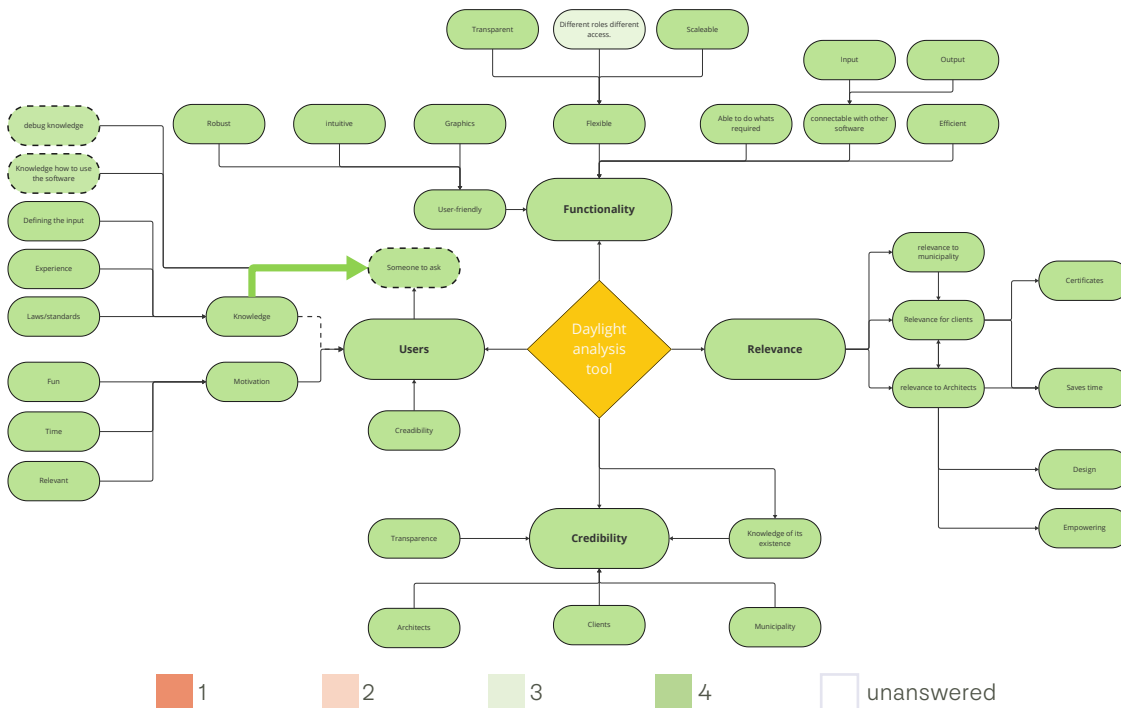 Transparent
Different roles different
access.
Scaleable
Input
Output
debug knowledge
Robust
intuitive
Graphics
Flexible
Able to do whats
required
connectable with other
software
Efficient
Knowledge how to use
the software
User-friendly
Functionality
Defining the input
Experience
Someone to ask
relevance to
municipality
Certificates
Laws/standards
Knowledge
Users
Daylight
analysis
tool
Relevance
Relevance for clients
Fun
Motivation
relevance to Architects
Saves time
Time
Creadibility
Relevant
Design
Transparence
Credibility
Knowledge of its
existence
Empowering
Architects
Clients
Municipality
1
2
3
4
unanswered